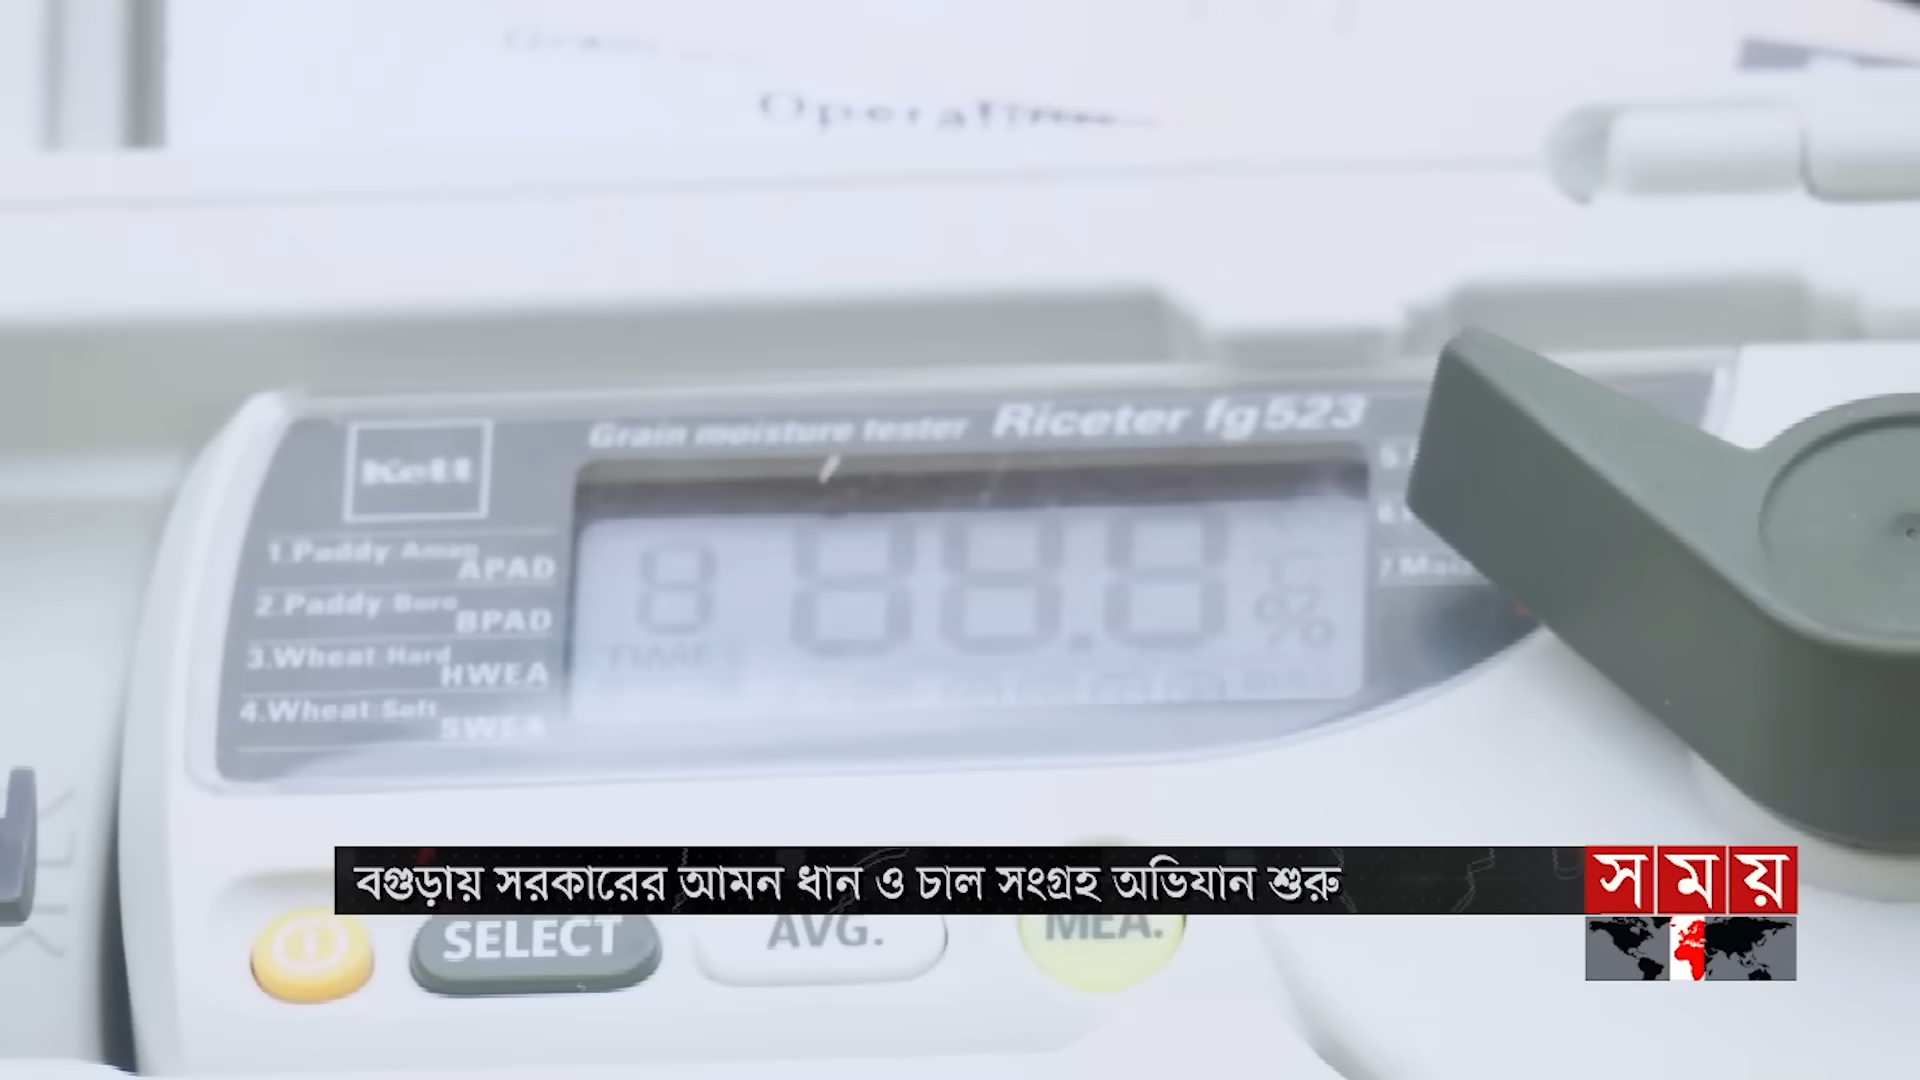 Grain moisture tester Riceter fg523
Kett
1.Paddy Aman
APAD
2.Paddy Boro
BPAD
3.Wheat Hard
HWEA
4.Wheat Soft
SWEA
8 88.8 %
TIME
বগুড়ায় সরকারের আমন ধান ও চাল সংগ্রহ অভিযান শুরু
সময়
SELECT
AVG.
MEA.